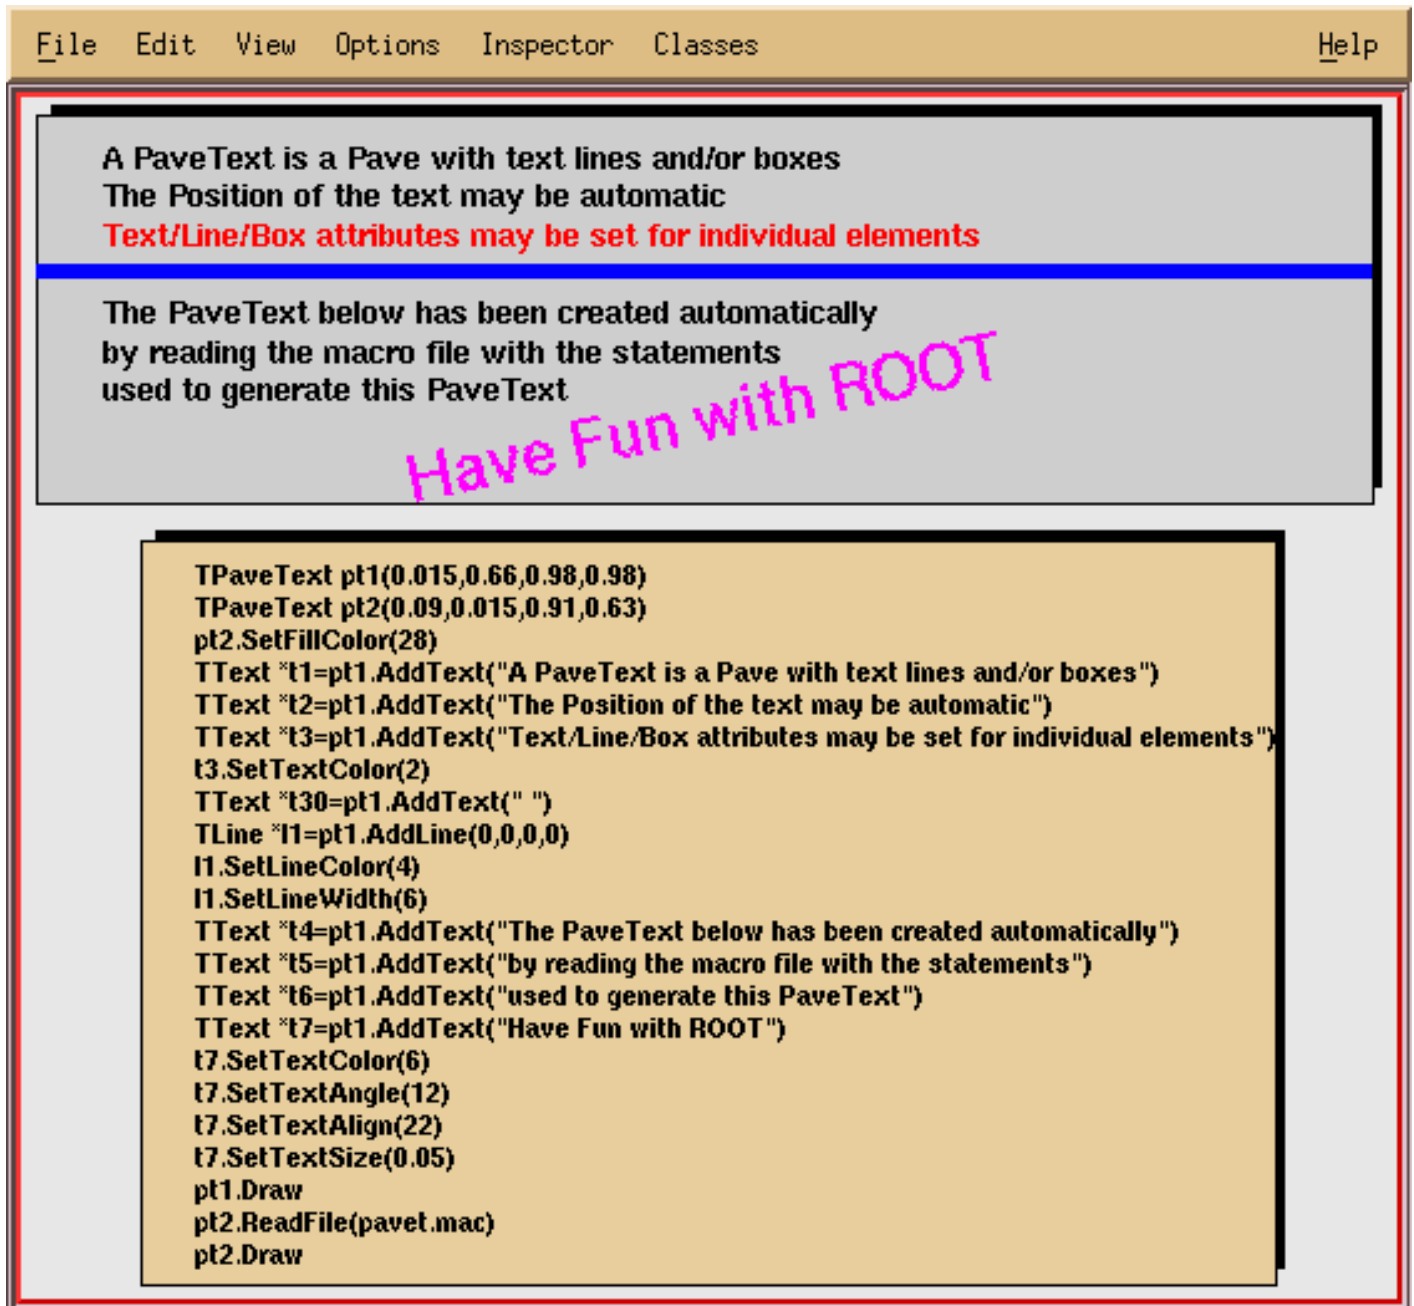 File Edit View Options Inspector Classes Help
A PaveText is a Pave with text lines and/or boxes
The Position of the text may be automatic
Text/Line/Box attributes may be set for individual elements
The PaveText below has been created automatically
by reading the macro file with the statements
used to generate this PaveText
Have Fun with ROOT
TPaveText pt1(0.015,0.66,0.98,0.98)
TPaveText pt2(0.09,0.015,0.91,0.63)
pt2.SetFillColor(28)
TText *t1=pt1.AddText("A PaveText is a Pave with text lines and/or boxes")
TText *t2=pt1.AddText("The Position of the text may be automatic")
TText *t3=pt1.AddText("Text/Line/Box attributes may be set for individual elements")
t3.SetTextColor(2)
TText *t30=pt1.AddText(" ")
TLine *l1=pt1.AddLine(0,0,0,0)
l1.SetLineColor(4)
l1.SetLineWidth(6)
TText *t4=pt1.AddText("The PaveText below has been created automatically")
TText *t5=pt1.AddText("by reading the macro file with the statements")
TText *t6=pt1.AddText("used to generate this PaveText")
TText *t7=pt1.AddText("Have Fun with ROOT")
t7.SetTextColor(6)
t7.SetTextAngle(12)
t7.SetTextAlign(22)
t7.SetTextSize(0.05)
pt1.Draw
pt2.ReadFile(pavet.mac)
pt2.Draw